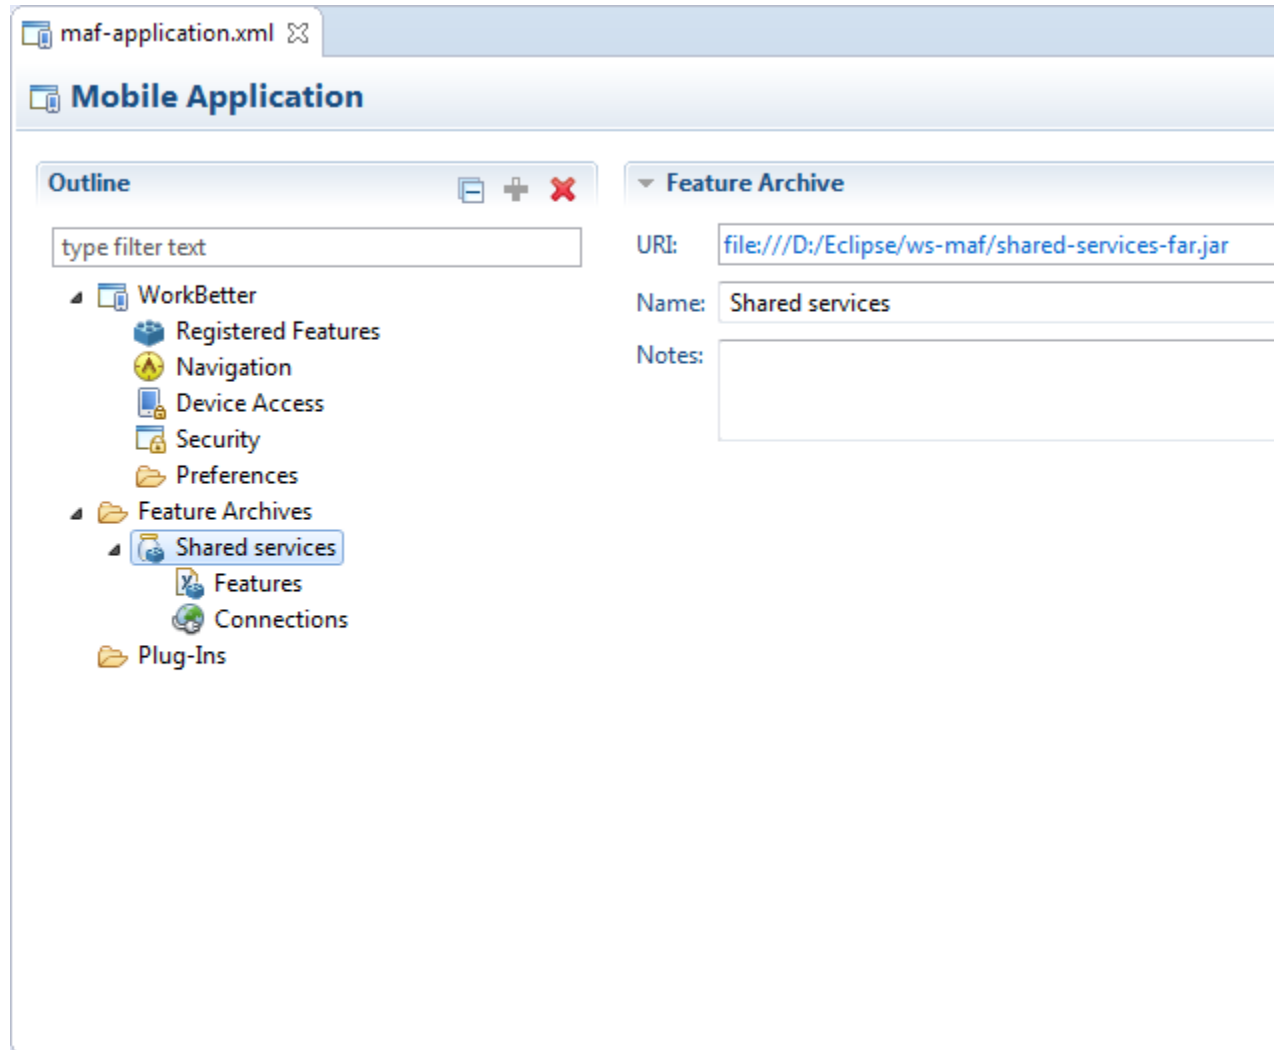 maf-application.xml
Mobile Application
Outline
type filter text
WorkBetter
Registered Features
Navigation
Device Access
Security
Preferences
Feature Archives
Shared services
Features
Connections
Plug-Ins
Feature Archive
URI: file:///D:/Eclipse/ws-maf/shared-services-far.jar
Name: Shared services
Notes: